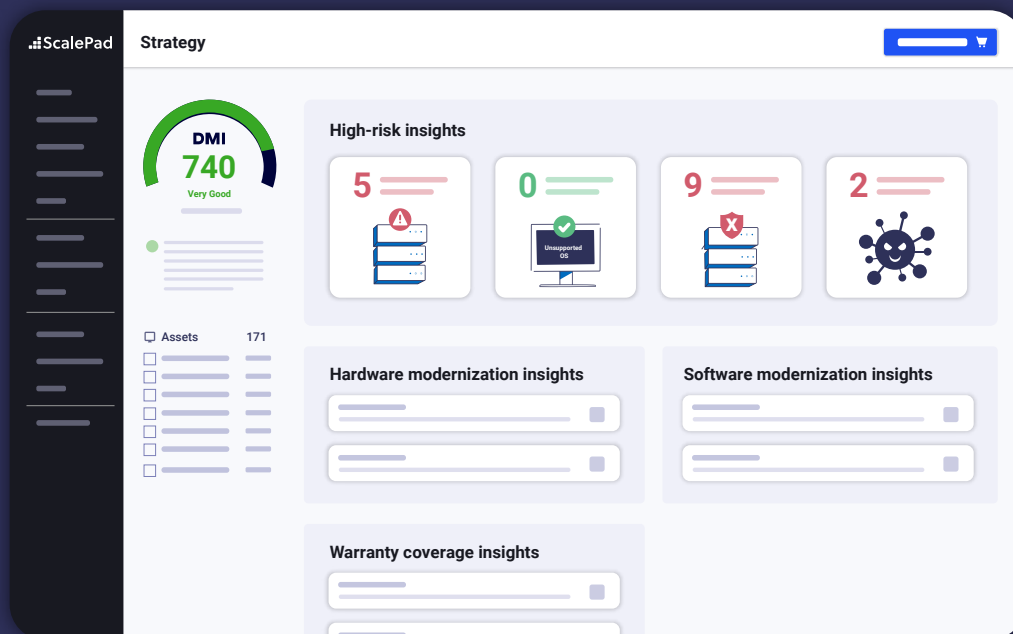 ScalePad
Strategy
DMI
740
Very Good
Assets 171
High-risk insights
5
0
9
2
Unsupported
OS
X
Hardware modernization insights
Software modernization insights
Warranty coverage insights